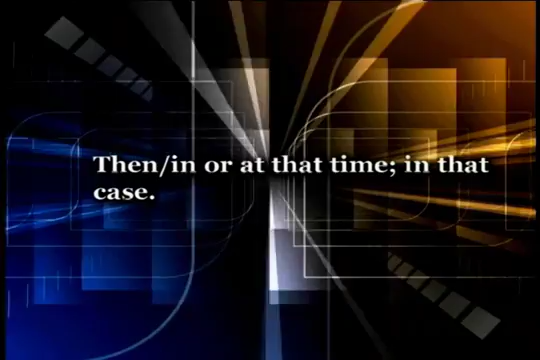 Then/in or at that time; in that
case.